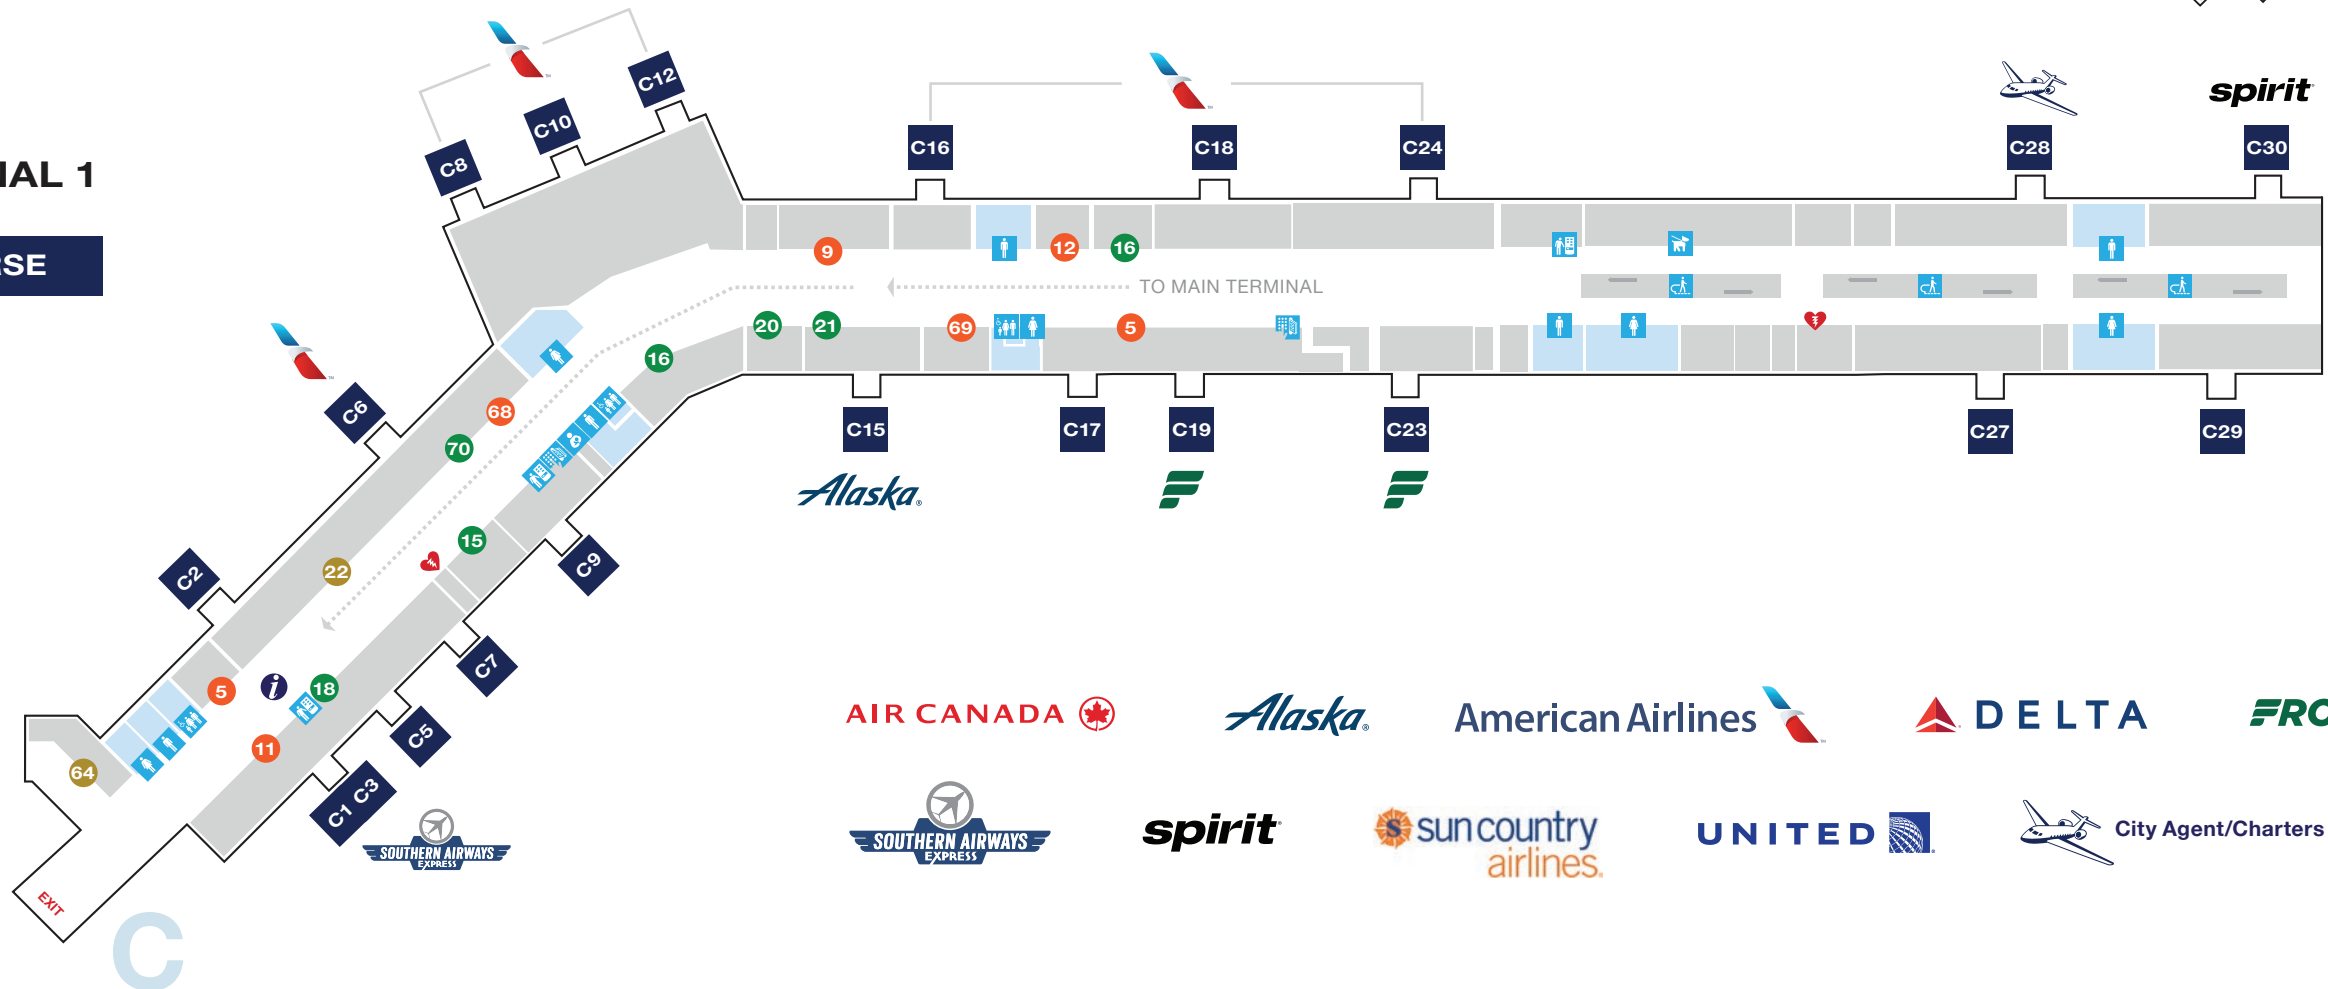 NAL 1
RSE
C8
C10
C12
C16
C18
C24
C28
spirit
C30
9
12
16
TO MAIN TERMINAL
20
21
69
5
16
68
70
C6
C15
C17
C19
C23
C27
C29
Alaska
15
22
C2
C9
C7
5
i
18
11
64
C5
C1 C3
SOUTHERN AIRWAYS
EXPRESS
EXIT
C
AIR CANADA
Alaska
American Airlines
DELTA
FRO
SOUTHERN AIRWAYS
EXPRESS
spirit
sun country
airlines
UNITED
City Agent/Charters